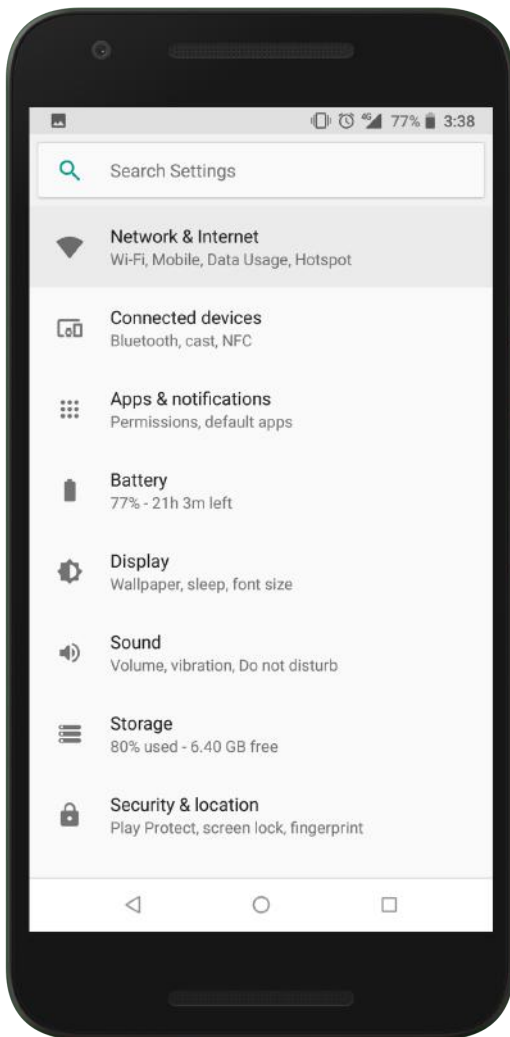 4G 77% 3:38
Search Settings
Network & Internet
Wi-Fi, Mobile, Data Usage, Hotspot
Connected devices
Bluetooth, cast, NFC
Apps & notifications
Permissions, default apps
Battery
77% - 21h 3m left
Display
Wallpaper, sleep, font size
Sound
Volume, vibration, Do not disturb
Storage
80% used - 6.40 GB free
Security & location
Play Protect, screen lock, fingerprint